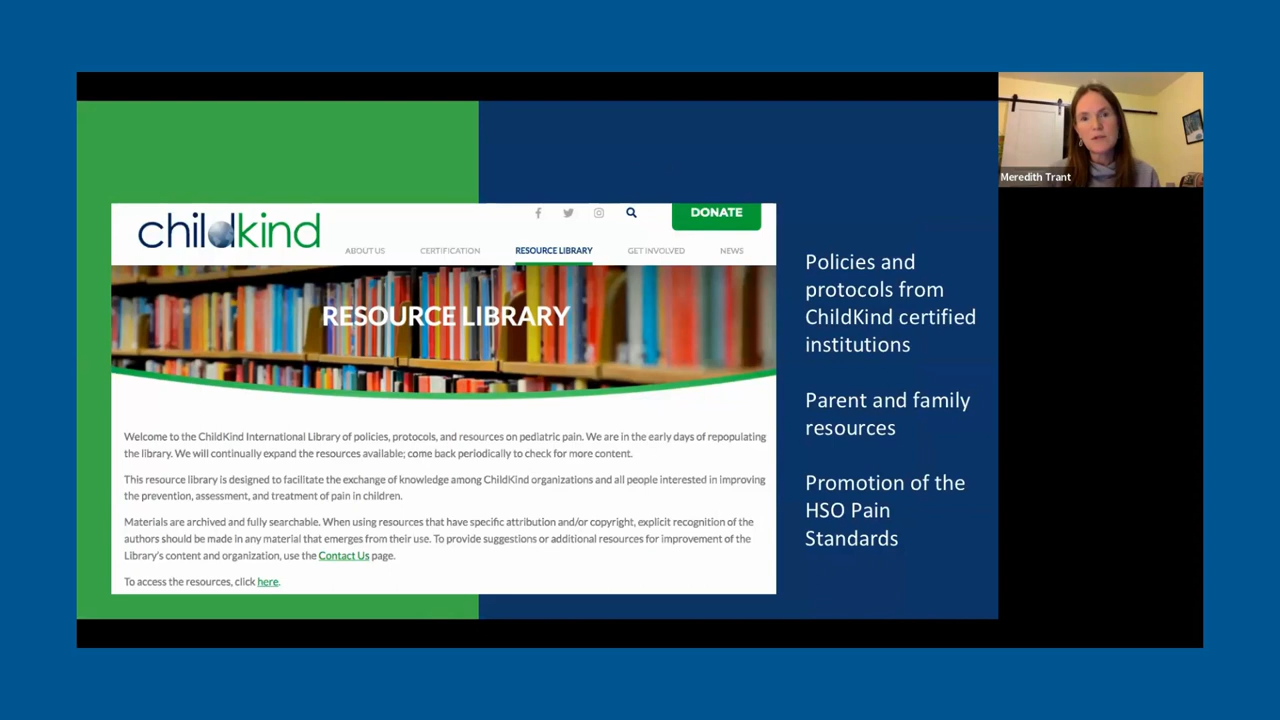 Meredith Trant
childkind
DONATE
ABOUT US
CERTIFICATION
RESOURCE LIBRARY
GET INVOLVED
NEWS
RESOURCE LIBRARY
Welcome to the ChildKind International Library of policies, protocols, and resources on pediatric pain. We are in the early days of repopulating
the library. We will continually expand the resources available; come back periodically to check for more content.
This resource library is designed to facilitate the exchange of knowledge among ChildKind organizations and all people interested in improving
the prevention, assessment, and treatment of pain in children.
Materials are archived and fully searchable. When using resources that have specific attribution and/or copyright, explicit recognition of the
authors should be made in any material that emerges from their use. To provide suggestions or additional resources for improvement of the
Library's content and organization, use the Contact Us page.
To access the resources, click here.
Policies and
protocols from
ChildKind certified
institutions
Parent and family
resources
Promotion of the
HSO Pain
Standards